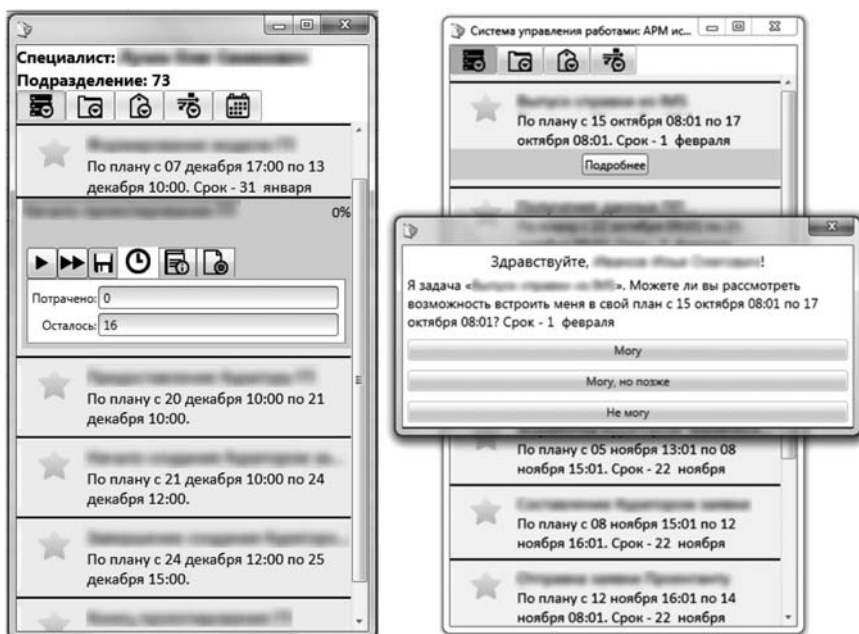 Специалист:
Подразделение: 73
По плану с 07 декабря 17:00 по 13
декабря 10:00. Срок - 31 января
0%
Потрачено: 0
Осталось: 16
По плану с 20 декабря 10:00 по 21
декабря 10:00.
По плану с 21 декабря 10:00 по 24
декабря 12:00.
По плану с 24 декабря 12:00 по 25
декабря 15:00.
Система управления работами: АРМ ис...
По плану с 15 октября 08:01 по 17
октября 08:01. Срок - 1 февраля
Подробнее
Здравствуйте, !
Я задача « ». Можете ли вы рассмотреть
возможность встроить меня в свой план с 15 октября 08:01 по 17
октября 08:01? Срок - 1 февраля
Могу
Могу, но позже
Не могу
По плану с 05 ноября 13:01 по 08
ноября 15:01. Срок - 22 ноября
По плану с 08 ноября 15:01 по 12
ноября 16:01. Срок - 22 ноября
По плану с 12 ноября 16:01 по 14
ноября 08:01. Срок - 22 ноября